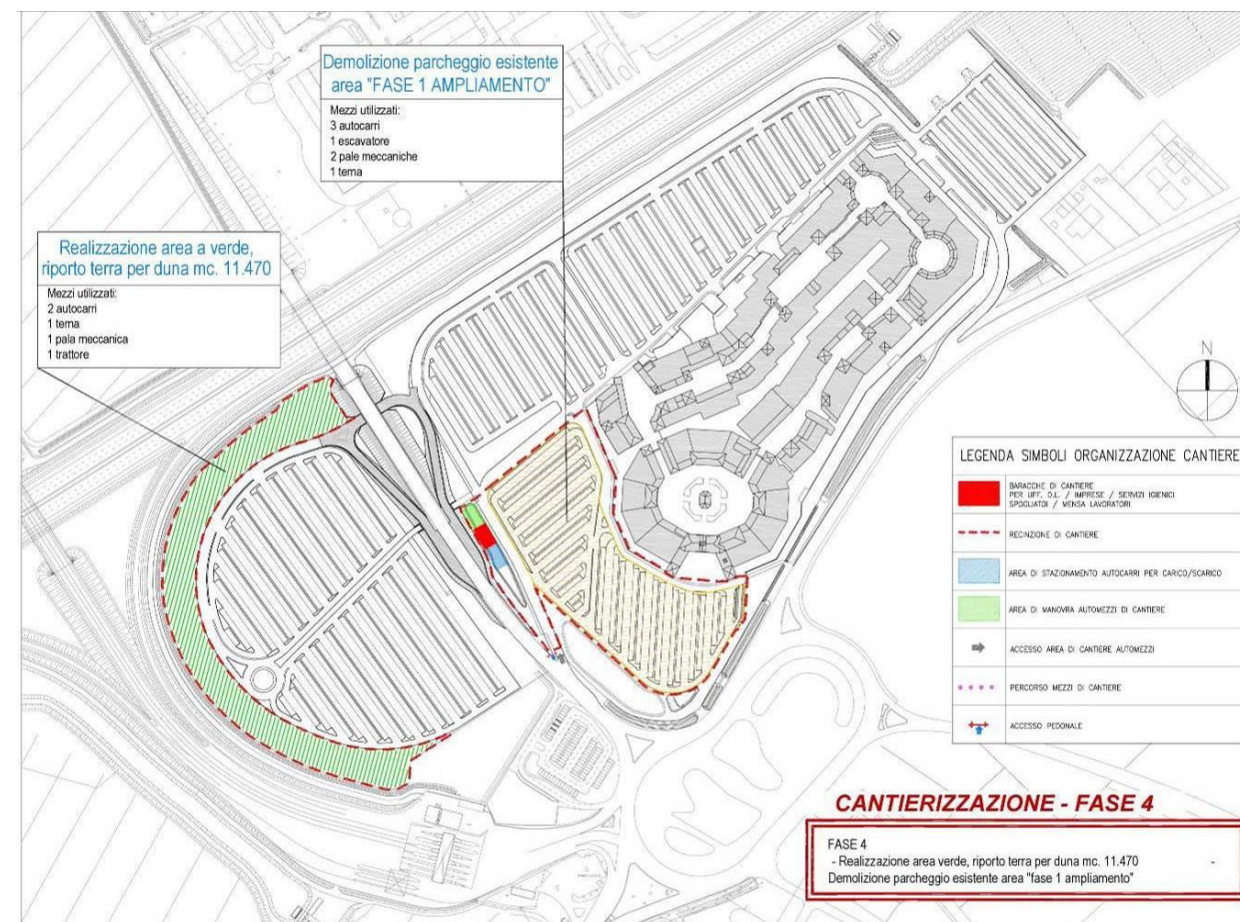 Demolizione parcheggio esistente
area "FASE 1 AMPLIAMENTO"
Mezzi utilizzati:
3 autocarri
1 escavatore
2 pale meccaniche
1 terna
Realizzazione area a verde,
riporto terra per duna mc. 11.470
Mezzi utilizzati:
2 autocarri
1 terna
1 pala meccanica
1 trattore
N
LEGENDA SIMBOLI ORGANIZZAZIONE CANTIERE
BARACCHE DI CANTIERE
PER UFF. D.L. / IMPRESE / SERVIZI IGIENICI
SPOGLIATOI / MENSA LAVORATORI
RECINZIONE DI CANTIERE
AREA DI STAZIONAMENTO AUTOCARRI PER CARICO/SCARICO
AREA DI MANOVRA AUTOMEZZI DI CANTIERE
ACCESSO AREA DI CANTIERE AUTOMEZZI
PERCORSO MEZZI DI CANTIERE
ACCESSO PEDONALE
CANTIERIZZAZIONE - FASE 4
FASE 4
- Realizzazione area verde, riporto terra per duna mc. 11.470 -
Demolizione parcheggio esistente area "fase 1 ampliamento"